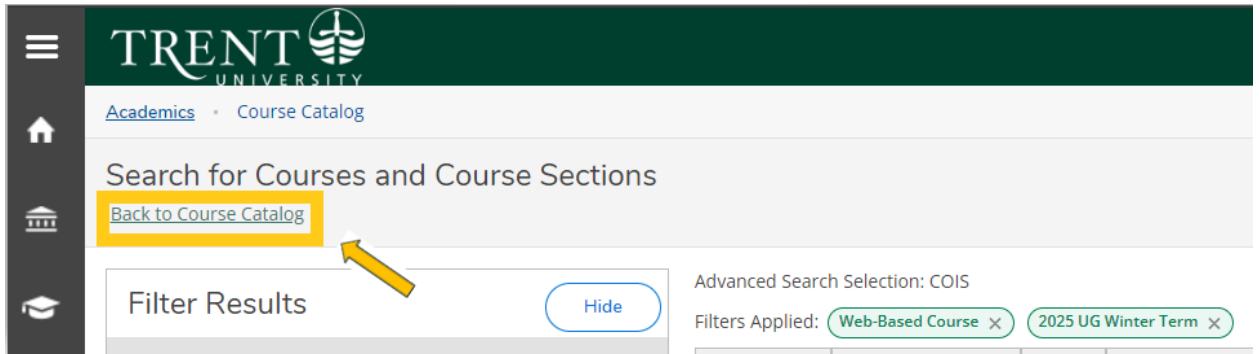 TRENT
UNIVERSITY
Academics • Course Catalog
Search for Courses and Course Sections
Back to Course Catalog
Filter Results
Hide
Advanced Search Selection: COIS
Filters Applied: Web-Based Course × 2025 UG Winter Term ×